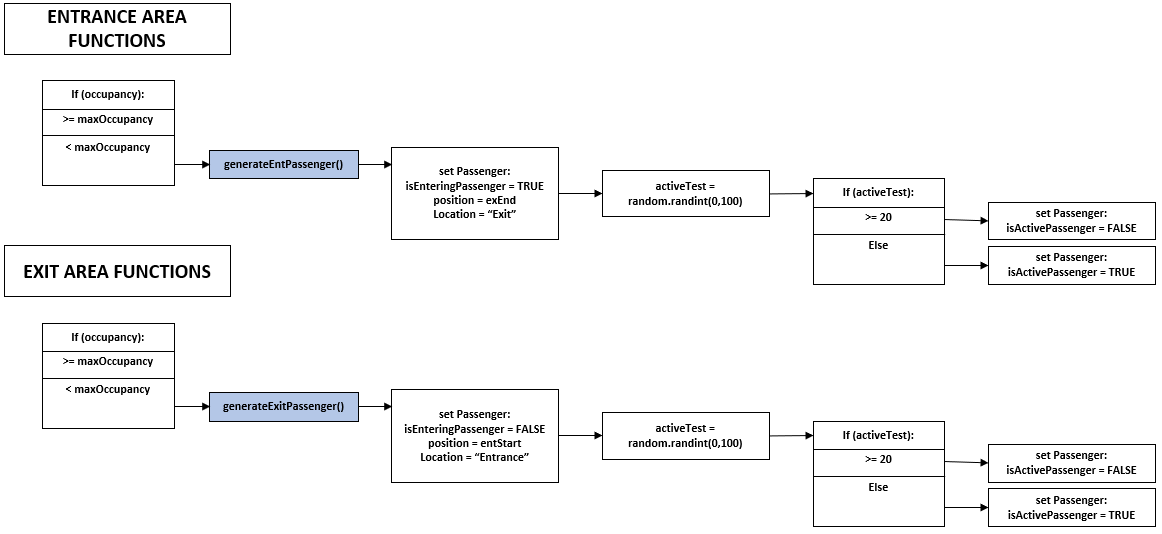 ENTRANCE AREA
FUNCTIONS
If (occupancy):
>= maxOccupancy
< maxOccupancy
generateEntPassenger()
set Passenger:
isEnteringPassenger = TRUE
position = exEnd
Location = “Exit”
activeTest =
random.randint(0,100)
If (activeTest):
>= 20
Else
set Passenger:
isActivePassenger = FALSE
set Passenger:
isActivePassenger = TRUE
EXIT AREA FUNCTIONS
If (occupancy):
>= maxOccupancy
< maxOccupancy
generateExitPassenger()
set Passenger:
isEnteringPassenger = FALSE
position = entStart
Location = “Entrance”
activeTest =
random.randint(0,100)
If (activeTest):
>= 20
Else
set Passenger:
isActivePassenger = FALSE
set Passenger:
isActivePassenger = TRUE